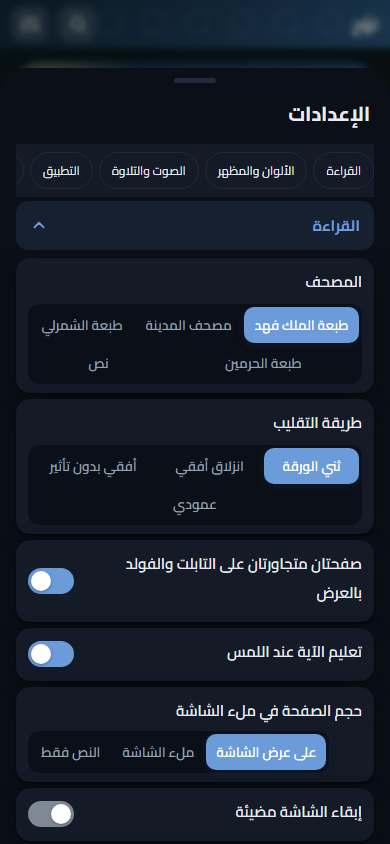 الإعدادات
القراءة
الألوان والمظهر
الصوت والتلاوة
التطبيق
القراءة
المصحف
طبعة الملك فهد
مصحف المدينة
طبعة الشمرلي
طبعة الحرمين
نص
طريقة التقليب
ثني الورقة
انزلاق أفقي
أفقي بدون تأثير
عمودي
صفحتان متجاورتان على التابلت والفولد
بالعرض
تعليم الآية عند اللمس
حجم الصفحة في ملء الشاشة
على عرض الشاشة
ملء الشاشة
النص فقط
إبقاء الشاشة مضيئة